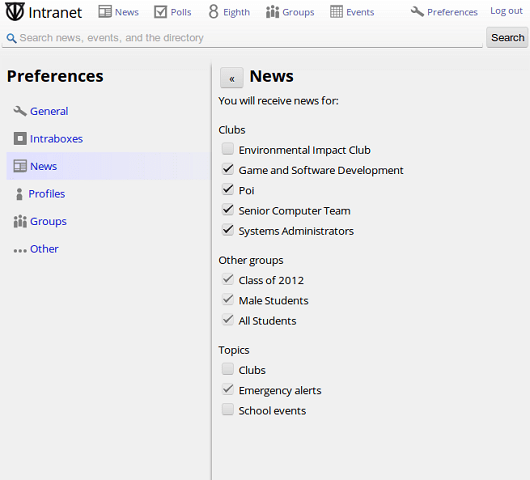 Intranet News Polls Eighth Groups Events Preferences Log out
Search news, events, and the directory Search
Preferences
General
Intraboxes
News
Profiles
Groups
Other
« News
You will receive news for:
Clubs
Environmental Impact Club
Game and Software Development
Poi
Senior Computer Team
Systems Administrators
Other groups
Class of 2012
Male Students
All Students
Topics
Clubs
Emergency alerts
School events